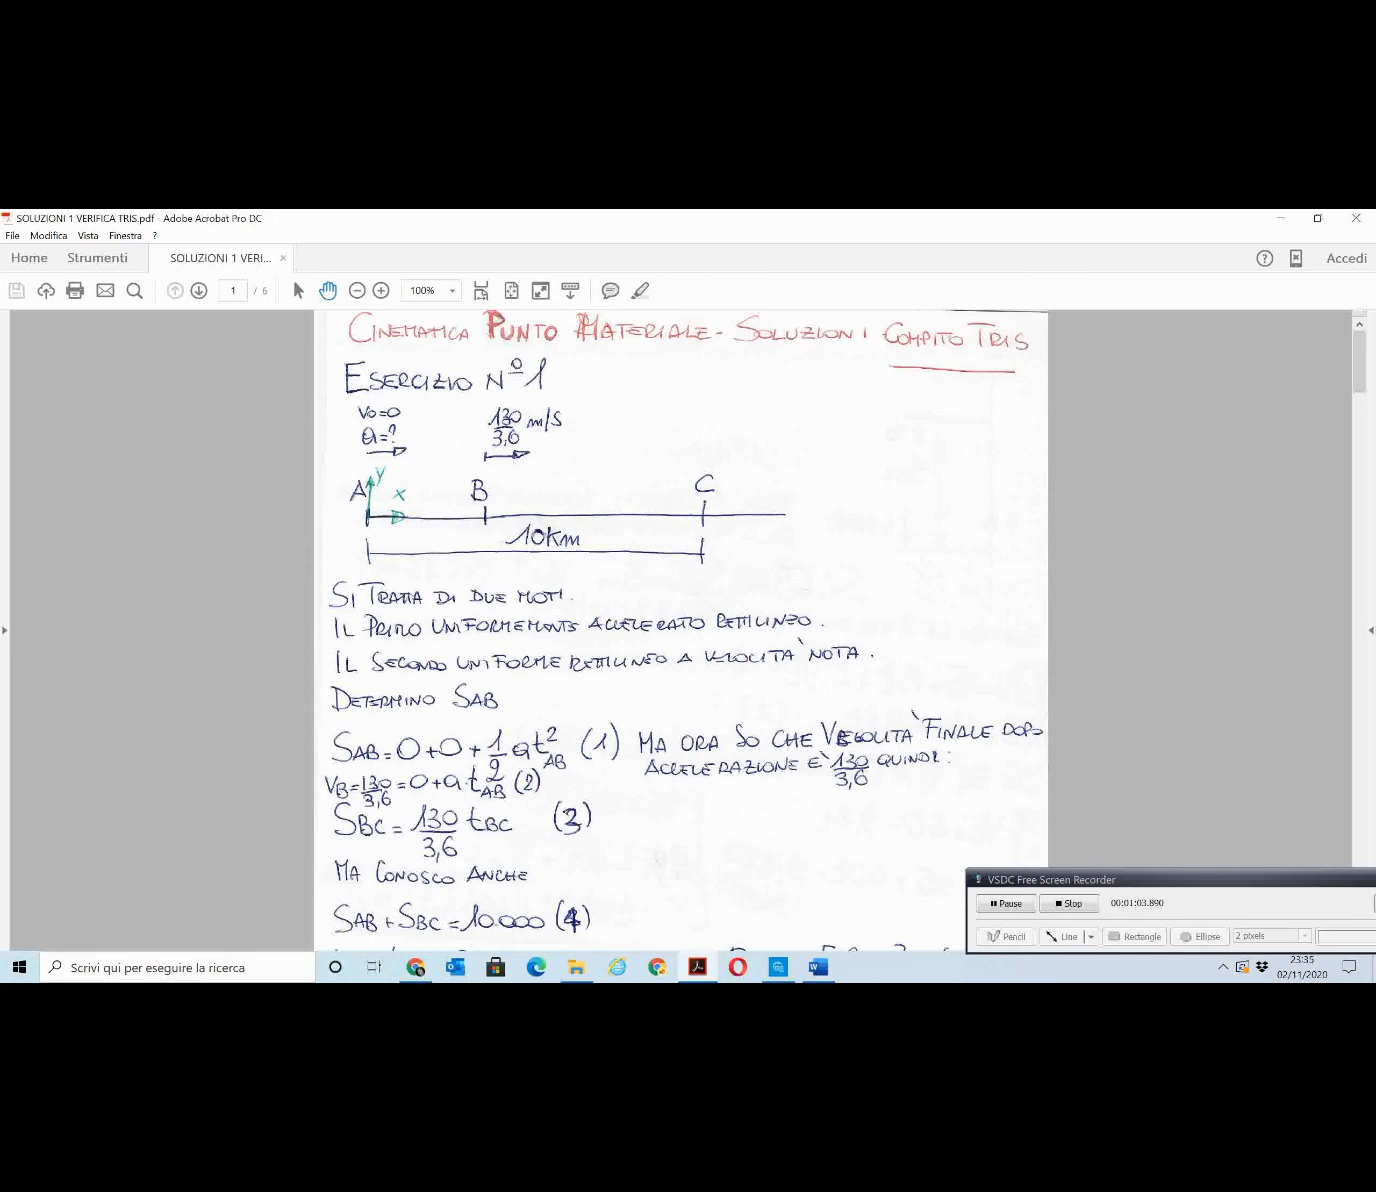 SOLUZIONI 1 VERIFICA TRIS.pdf - Adobe Acrobat Pro DC
File Modifica Vista Finestra ?
Home Strumenti SOLUZIONI 1 VERI... × Accedi
1 / 6 100%
CINEMATICA PUNTO MATERIALE - SOLUZIONI COMPITO TRIS
ESERCIZIO Nº1
V0=0
a=?
130/3,6 m/s
A y x B C
10Km
SI TRATTA DI DUE MOTI.
IL PRIMO UNIFORMEMENTE ACCELERATO RETTILINEO.
IL SECONDO UNIFORME RETTILINEO A VELOCITA' NOTA.
DETERMINO SAB
SAB = 0+0+1/2 at²AB (1) MA ORA SO CHE VELOCITA' FINALE DOPO
ACCELERAZIONE E' 130/3,6 QUINDI:
VB=130/3,6=0+a·tAB (2)
SBC = 130/3,6 tBC (3)
MA CONOSCO ANCHE
SAB+SBC=10.000 (4)
VSDC Free Screen Recorder
Pause Stop 00:01:03.890
Pencil Line Rectangle Ellipse 2 pixels
Scrivi qui per eseguire la ricerca
23:35
02/11/2020